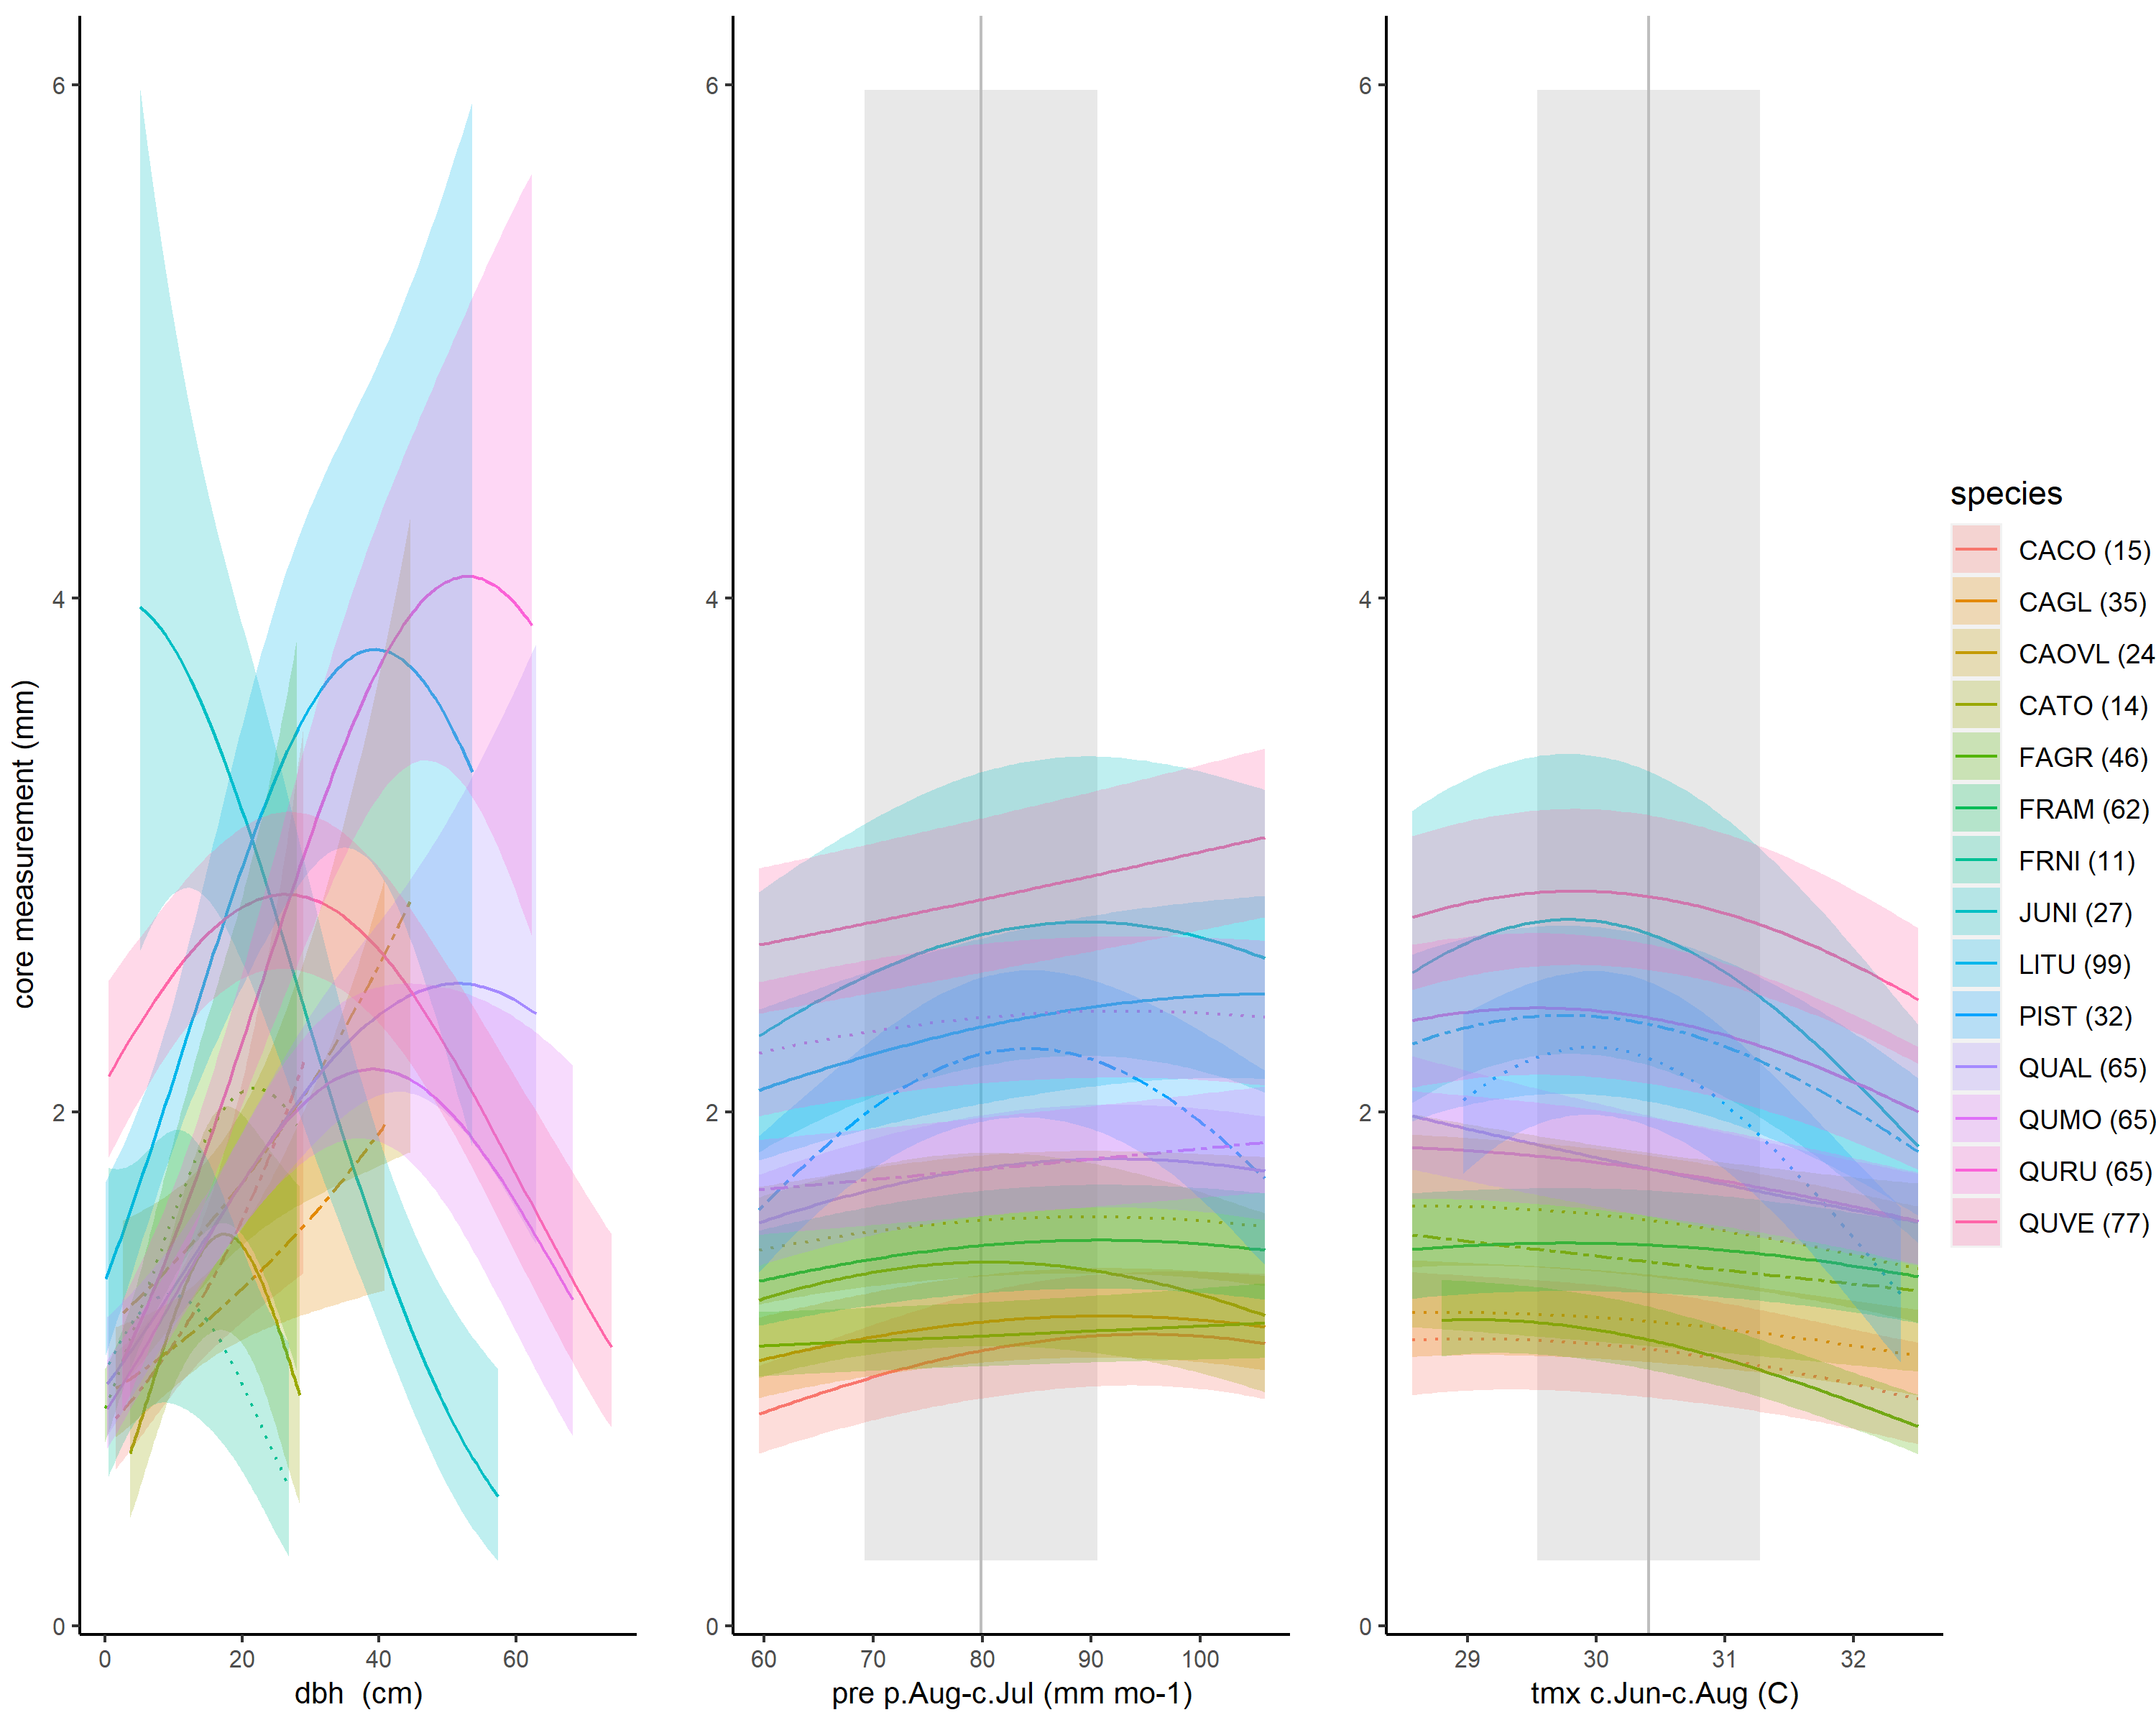 core measurement (mm)
6
4
2
0
0 20 40 60
dbh (cm)
6
4
2
0
60 70 80 90 100
pre p.Aug-c.Jul (mm mo-1)
6
4
2
0
29 30 31 32
tmx c.Jun-c.Aug (C)
species
CACO (15)
CAGL (35)
CAOVL (24
CATO (14)
FAGR (46)
FRAM (62)
FRNI (11)
JUNI (27)
LITU (99)
PIST (32)
QUAL (65)
QUMO (65)
QURU (65)
QUVE (77)